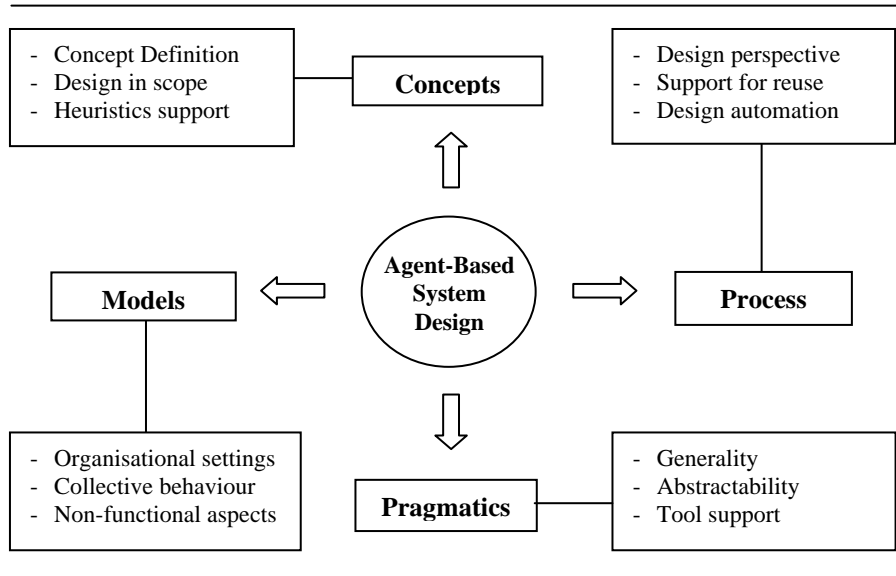 - Concept Definition
- Design in scope
- Heuristics support
Concepts
- Design perspective
- Support for reuse
- Design automation
Agent-Based
System
Design
Models
Process
- Organisational settings
- Collective behaviour
- Non-functional aspects
Pragmatics
- Generality
- Abstractability
- Tool support